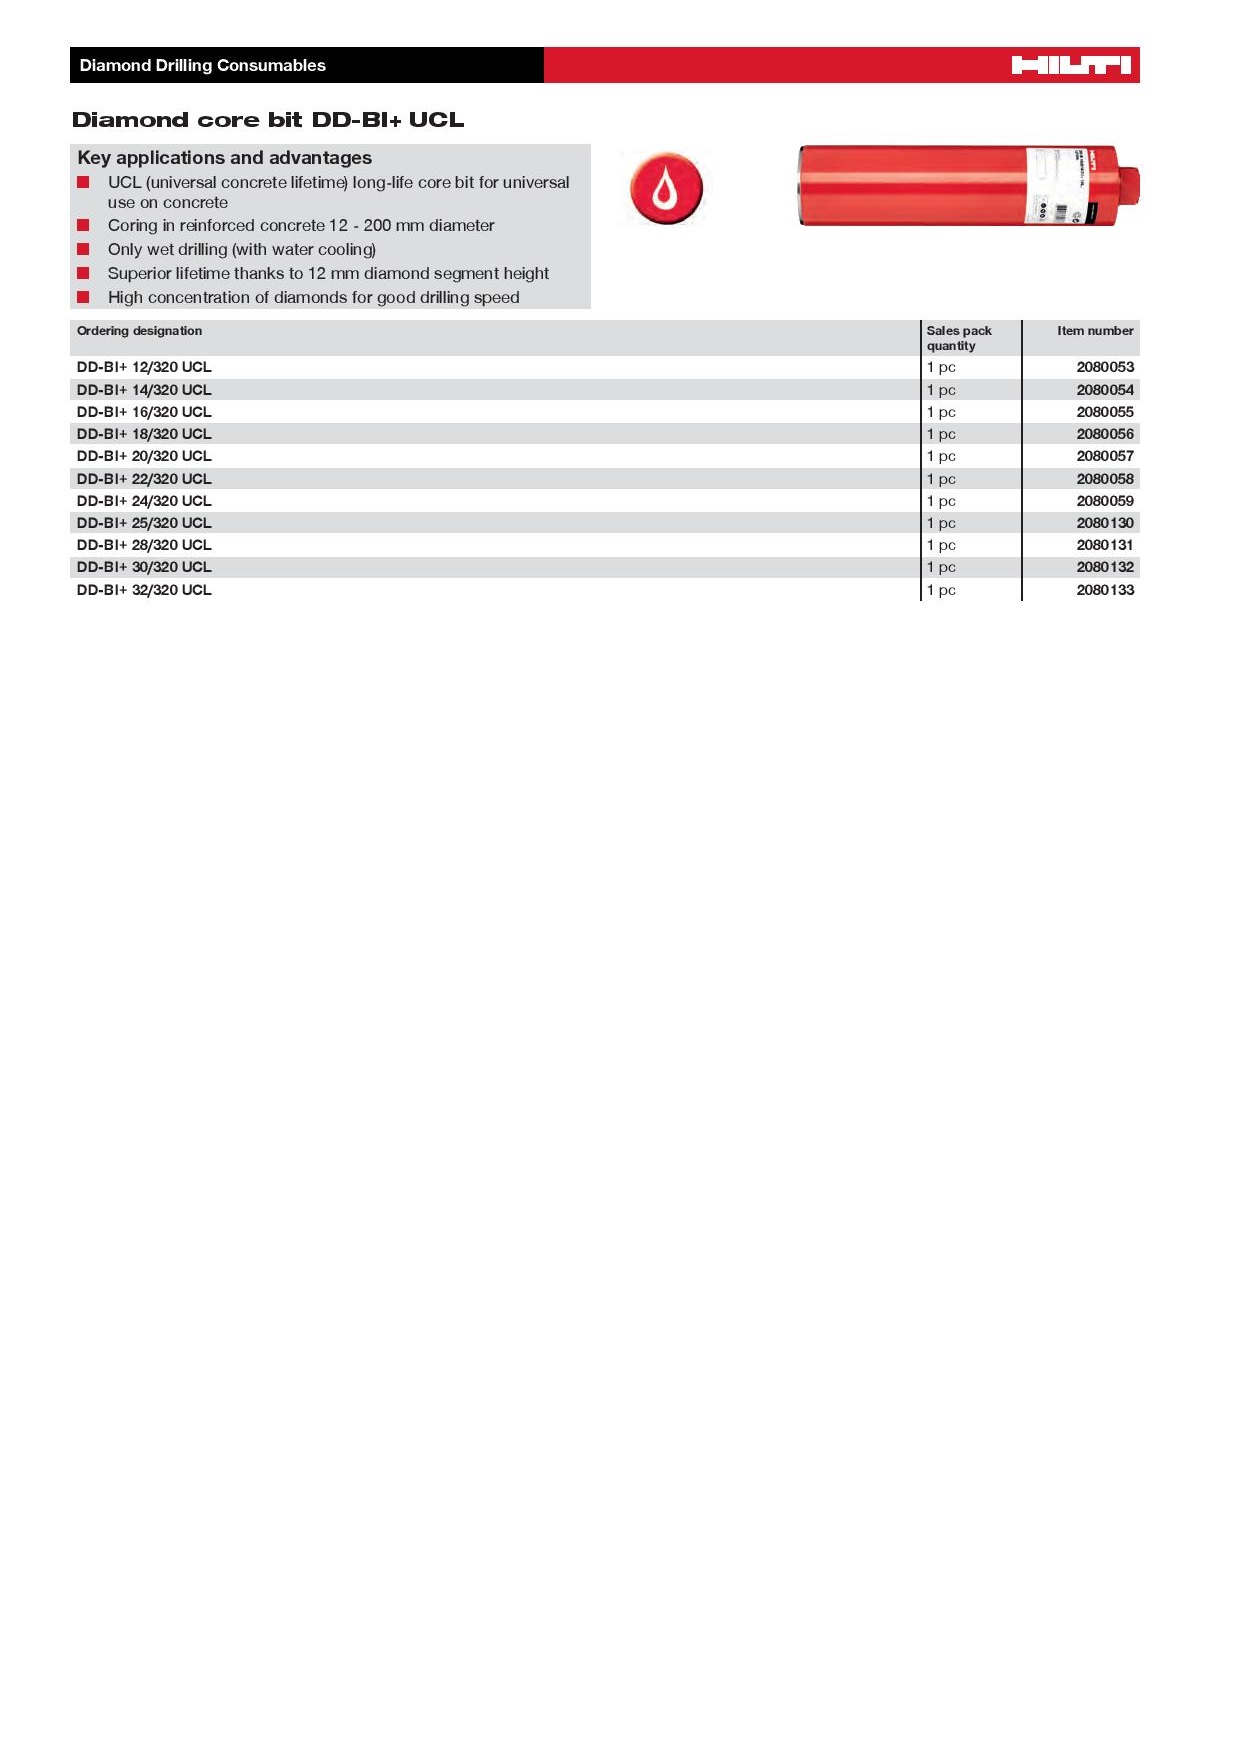 Diamond Drilling Consumables
HILTI
Diamond core bit DD-BI+ UCL
Key applications and advantages
UCL (universal concrete lifetime) long-life core bit for universal
use on concrete
Coring in reinforced concrete 12 - 200 mm diameter
Only wet drilling (with water cooling)
Superior lifetime thanks to 12 mm diamond segment height
High concentration of diamonds for good drilling speed
HILTI
Ordering designation Sales pack Item number
quantity
DD-BI+ 12/320 UCL 1 pc 2080053
DD-BI+ 14/320 UCL 1 pc 2080054
DD-BI+ 16/320 UCL 1 pc 2080055
DD-BI+ 18/320 UCL 1 pc 2080056
DD-BI+ 20/320 UCL 1 pc 2080057
DD-BI+ 22/320 UCL 1 pc 2080058
DD-BI+ 24/320 UCL 1 pc 2080059
DD-BI+ 25/320 UCL 1 pc 2080130
DD-BI+ 28/320 UCL 1 pc 2080131
DD-BI+ 30/320 UCL 1 pc 2080132
DD-BI+ 32/320 UCL 1 pc 2080133